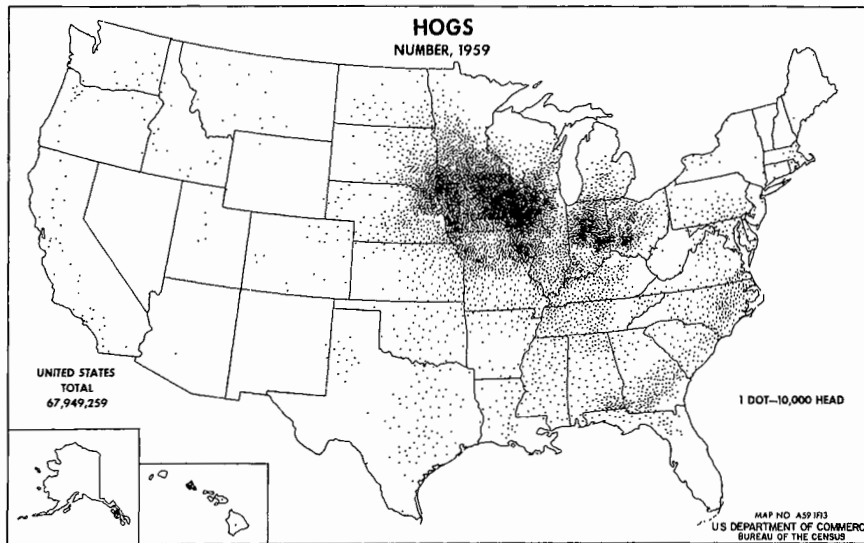 HOGS
NUMBER, 1959
UNITED STATES
TOTAL
67,949,259
1 DOT—10,000 HEAD
MAP NO. A59 1F13
U S DEPARTMENT OF COMMERC
BUREAU OF THE CENSUS